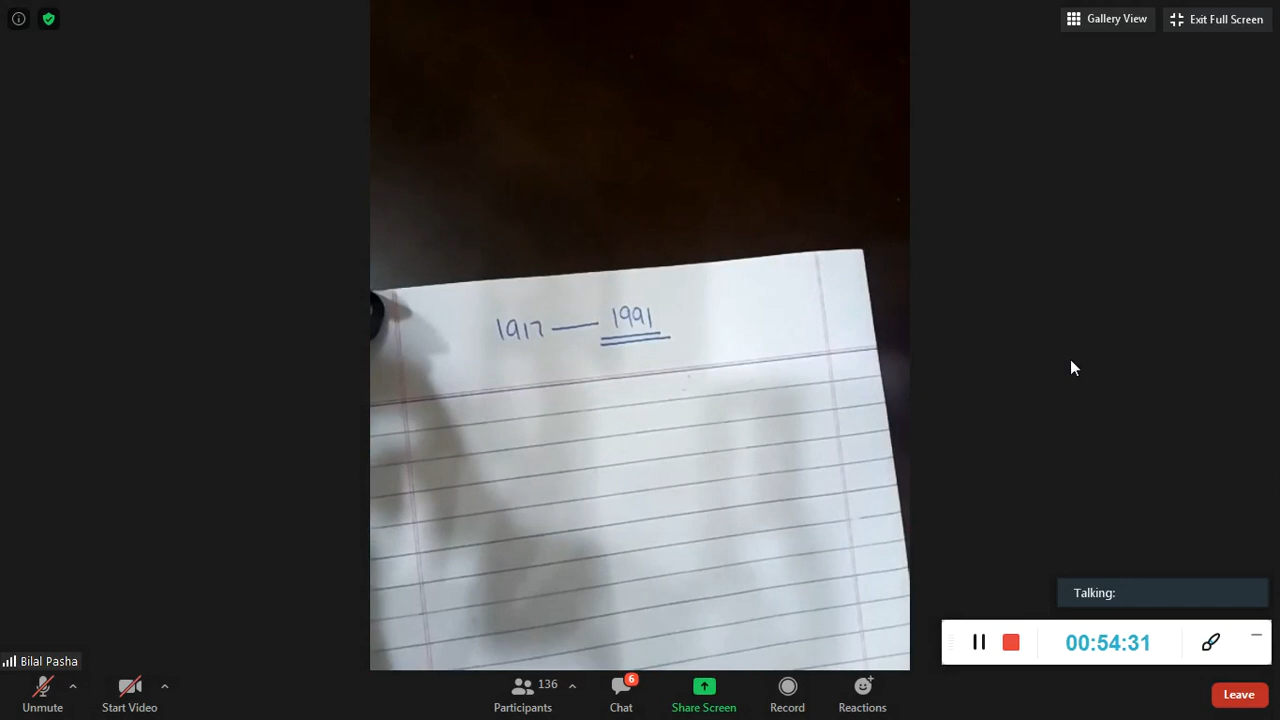 Gallery View
Exit Full Screen
1917 — 1991
Talking:
00:54:31
Bilal Pasha
136
6
Unmute
Start Video
Participants
Chat
Share Screen
Record
Reactions
Leave